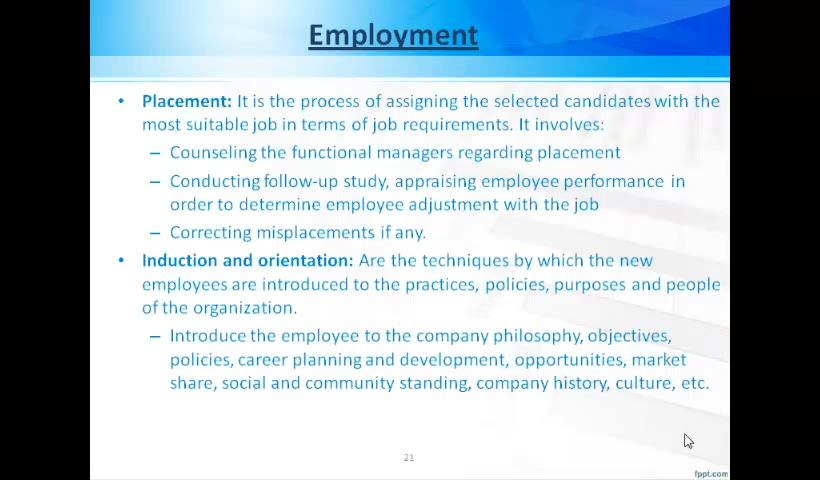 Employment
• Placement: It is the process of assigning the selected candidates with the
most suitable job in terms of job requirements. It involves:
– Counseling the functional managers regarding placement
– Conducting follow-up study, appraising employee performance in
order to determine employee adjustment with the job
– Correcting misplacements if any.
• Induction and orientation: Are the techniques by which the new
employees are introduced to the practices, policies, purposes and people
of the organization.
– Introduce the employee to the company philosophy, objectives,
policies, career planning and development, opportunities, market
share, social and community standing, company history, culture, etc.
21
fppt.com